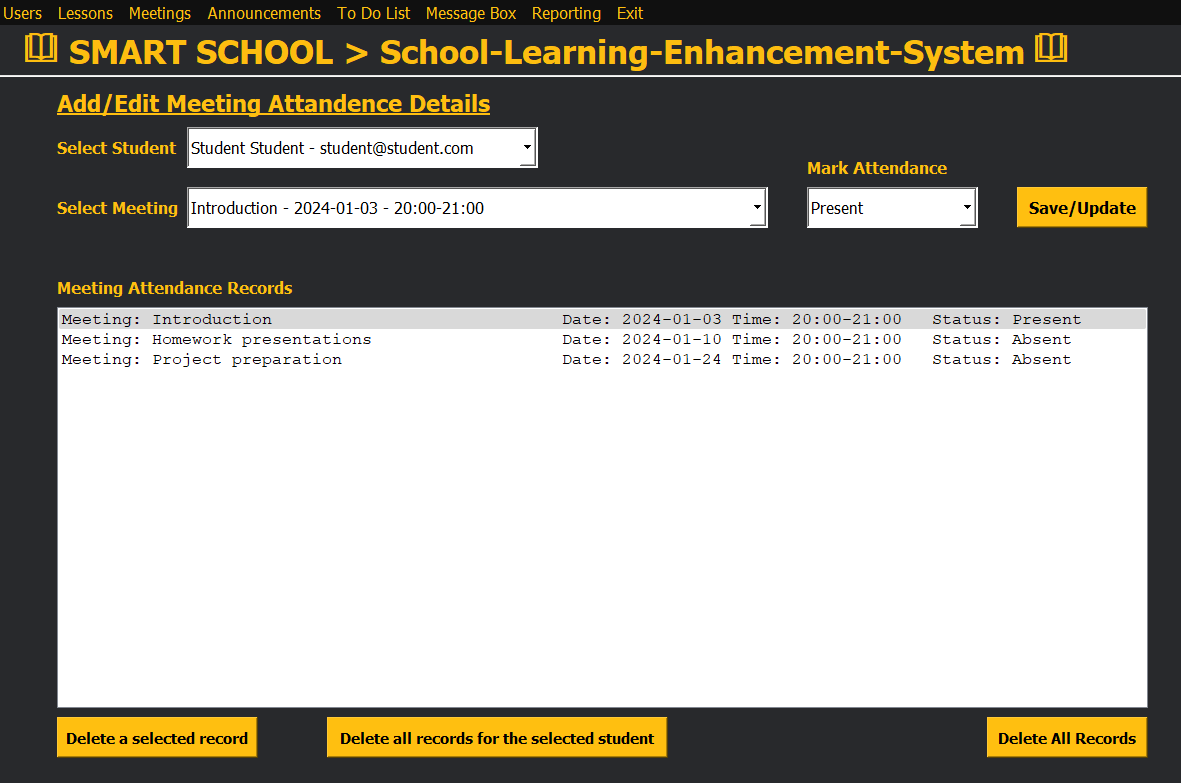 Users Lessons Meetings Announcements To Do List Message Box Reporting Exit
SMART SCHOOL > School-Learning-Enhancement-System
Add/Edit Meeting Attandence Details
Select Student Student Student - student@student.com
Mark Attendance
Select Meeting Introduction - 2024-01-03 - 20:00-21:00 Present Save/Update
Meeting Attendance Records
Meeting: Introduction Date: 2024-01-03 Time: 20:00-21:00 Status: Present
Meeting: Homework presentations Date: 2024-01-10 Time: 20:00-21:00 Status: Absent
Meeting: Project preparation Date: 2024-01-24 Time: 20:00-21:00 Status: Absent
Delete a selected record Delete all records for the selected student Delete All Records